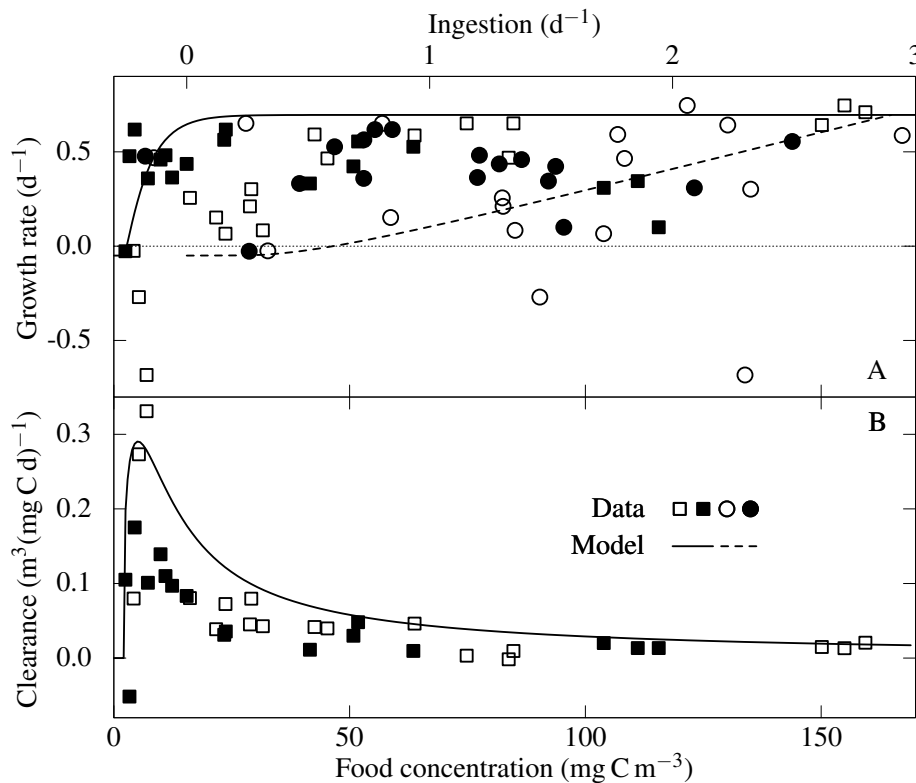 Ingestion (d−1)
0 1 2 3
Growth rate (d−1)
0.5
0.0
-0.5
A
Clearance (m3 (mg C d)−1)
0.3
0.2
0.1
0.0
B
Data
Model
0 50 100 150
Food concentration (mg C m−3)